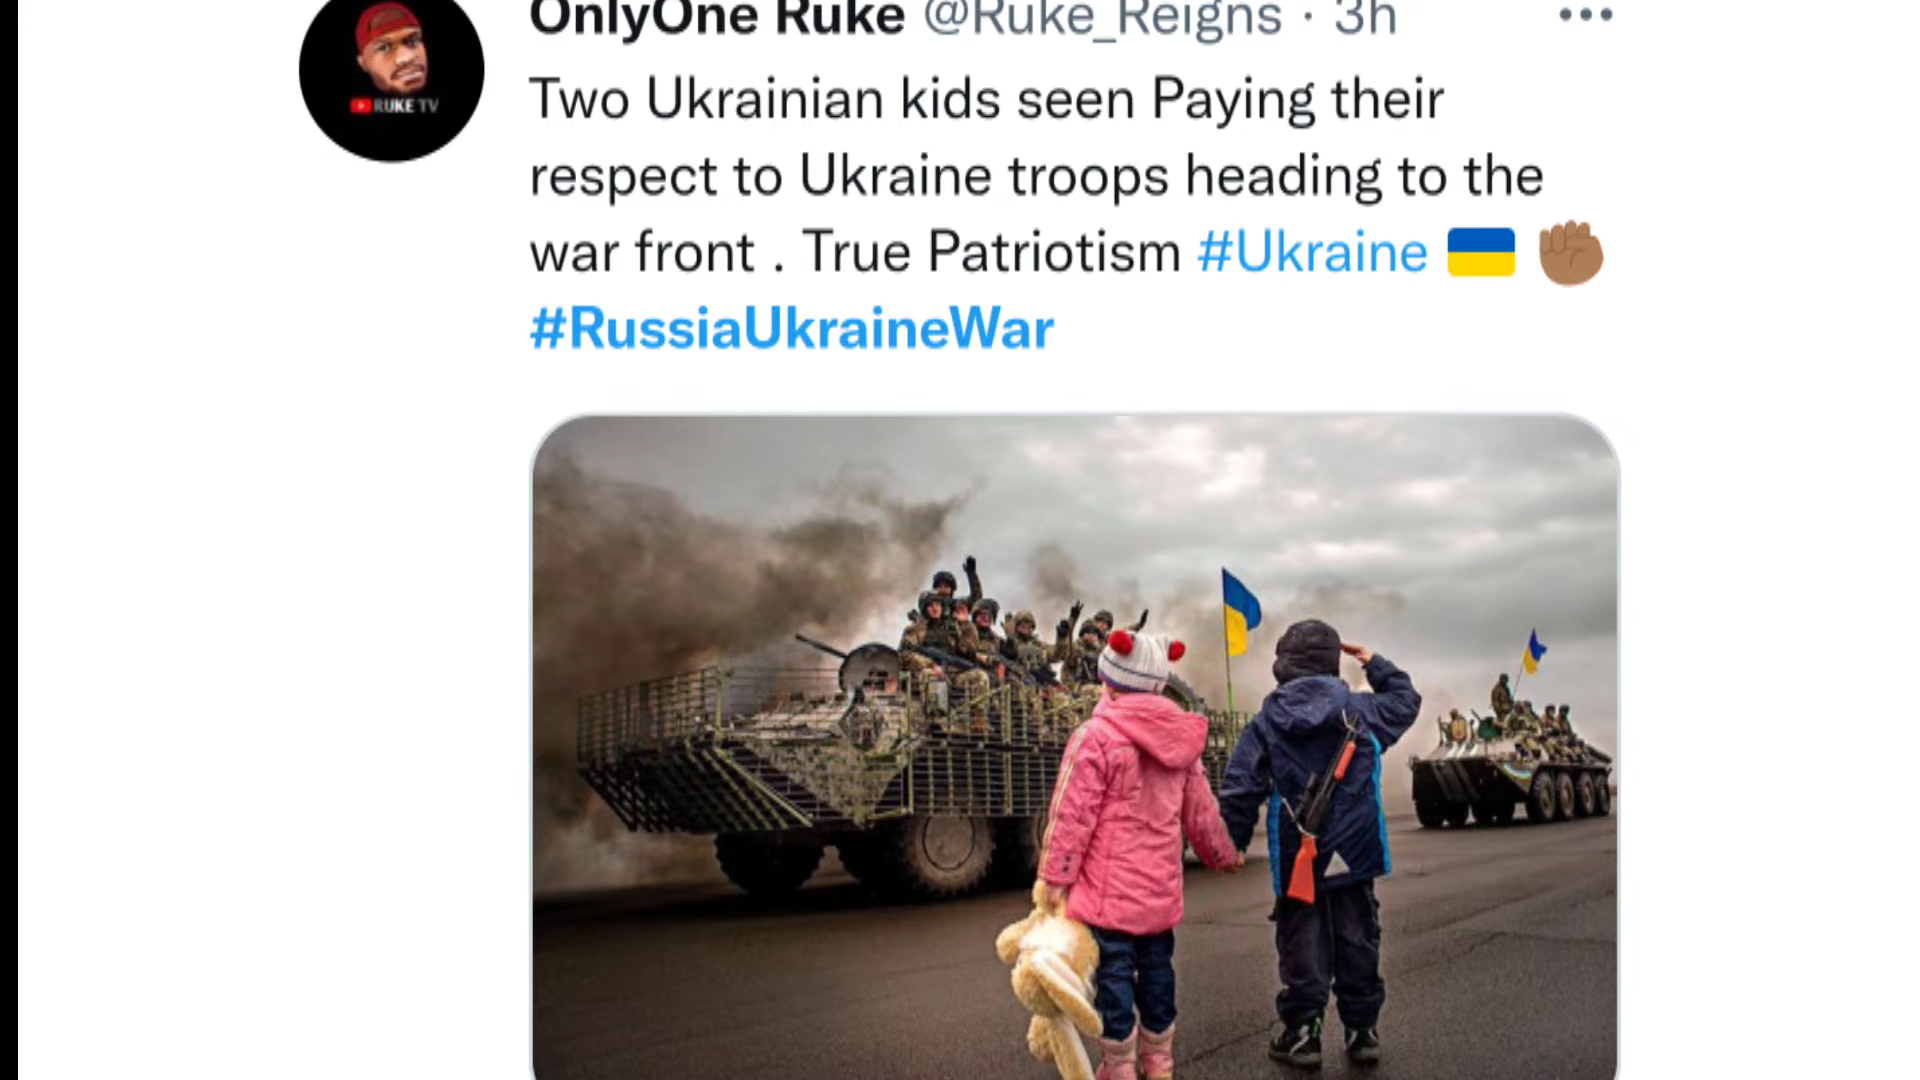 OnlyOne Ruke @Ruke_Reigns · 3h
RUKE TV
Two Ukrainian kids seen Paying their
respect to Ukraine troops heading to the
war front . True Patriotism #Ukraine 🇺🇦 ✊🏾
#RussiaUkraineWar